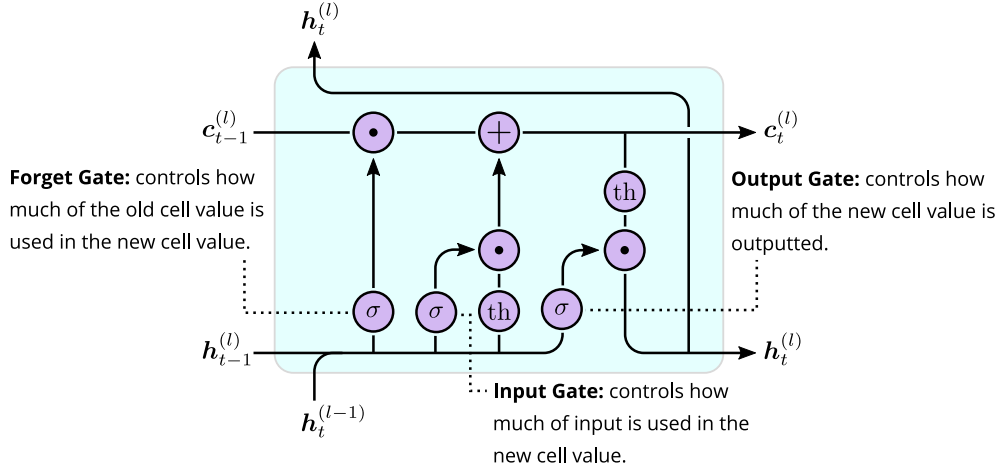 h_t^{(l)}
c_{t-1}^{(l)}
c_t^{(l)}
Forget Gate: controls how
much of the old cell value is
used in the new cell value.
th
Output Gate: controls how
much of the new cell value is
outputted.
σ
σ
th
σ
h_{t-1}^{(l)}
h_t^{(l)}
h_t^{(l-1)}
Input Gate: controls how
much of input is used in the
new cell value.